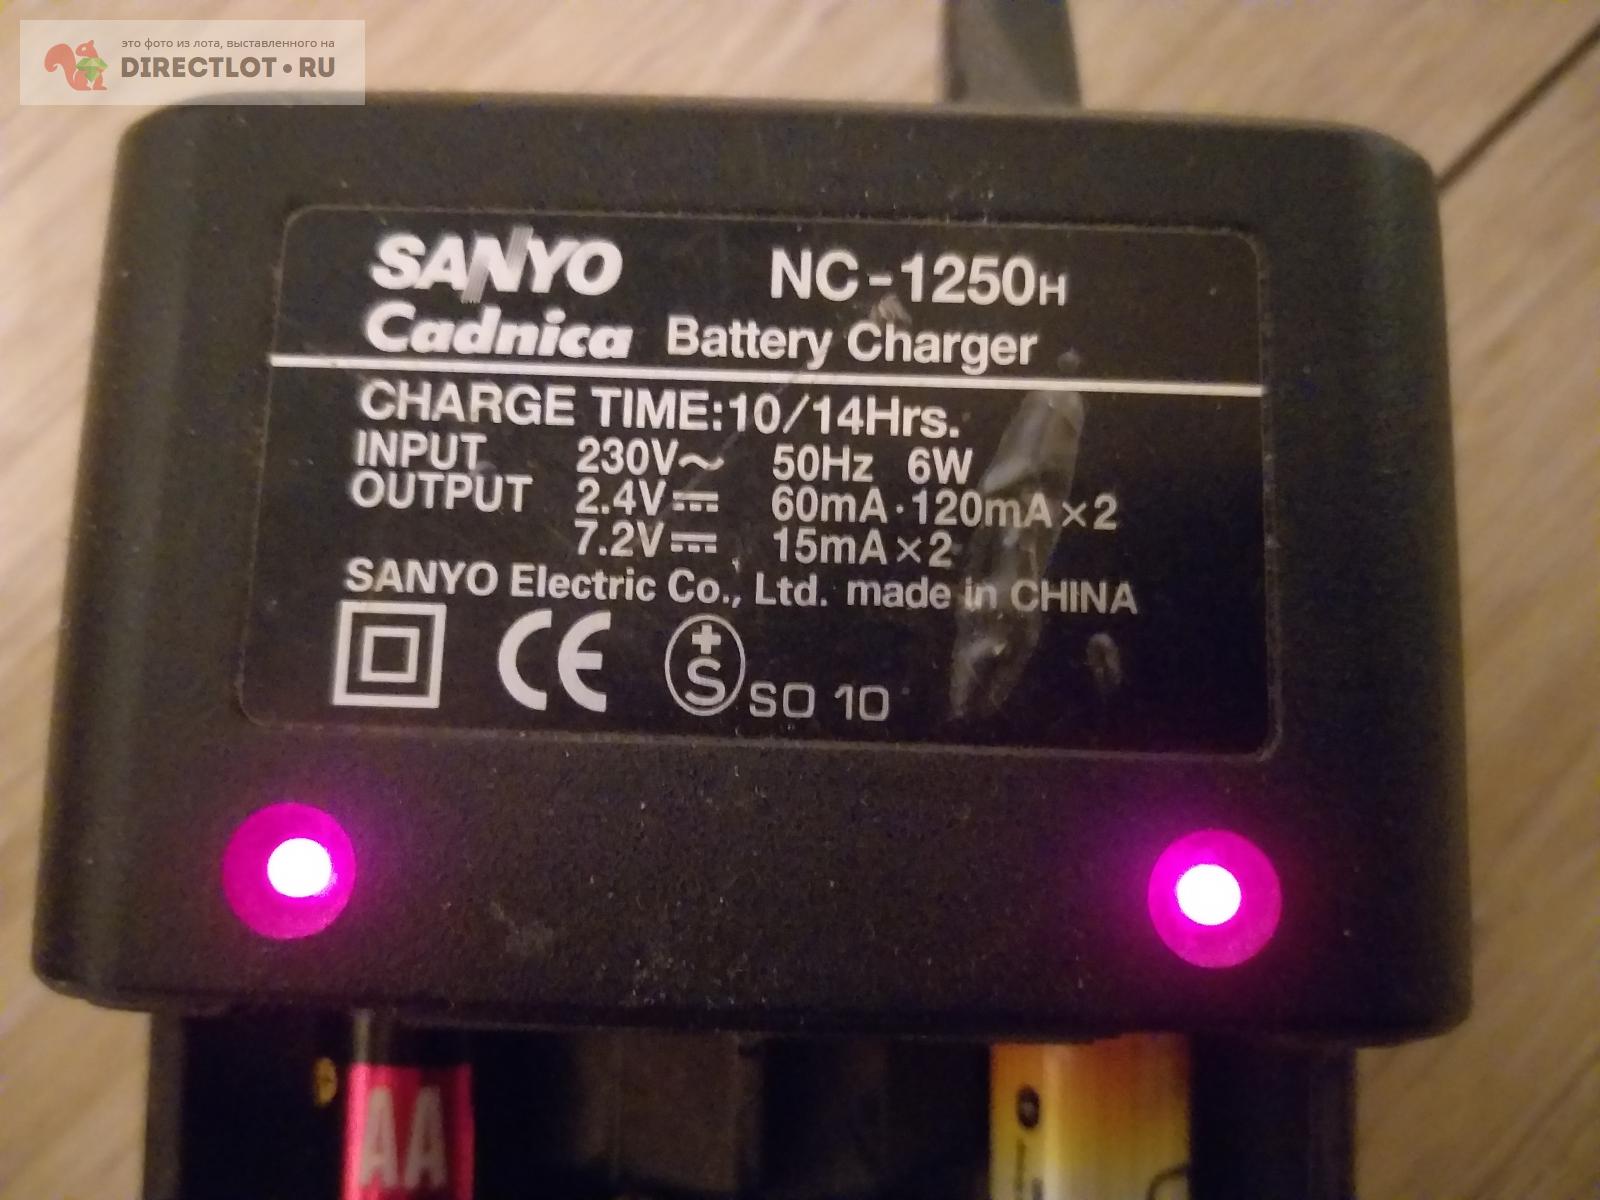 это фото из лота, выставленного на
DIRECTLOT•RU
SANYO NC-1250H
Cadnica Battery Charger
CHARGE TIME:10/14Hrs.
INPUT 230V~ 50Hz 6W
OUTPUT 2.4V⎓ 60mA·120mA×2
7.2V⎓ 15mA×2
SANYO Electric Co., Ltd. made in CHINA
CE +S SO 10
AA